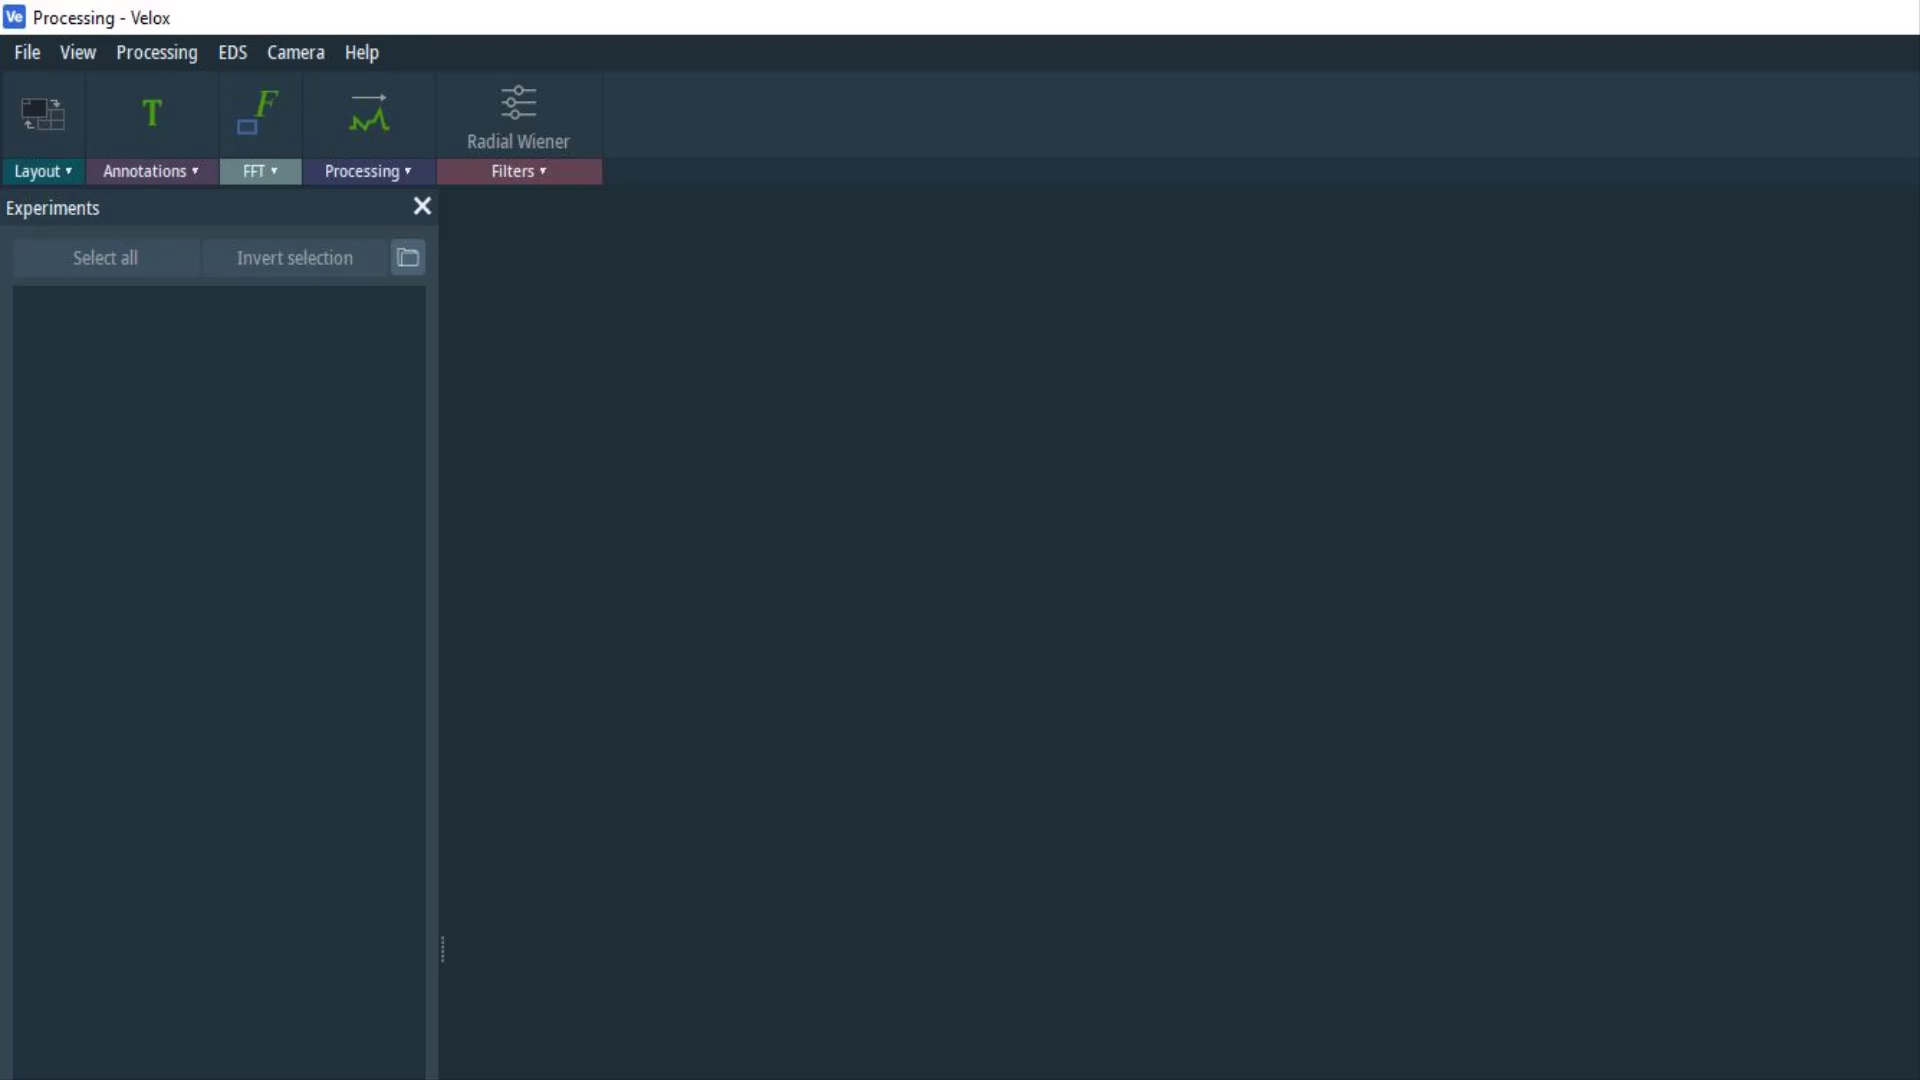 Ve Processing - Velox
File View Processing EDS Camera Help
T F
Radial Wiener
Layout ▾ Annotations ▾ FFT ▾ Processing ▾ Filters ▾
Experiments
Select all Invert selection